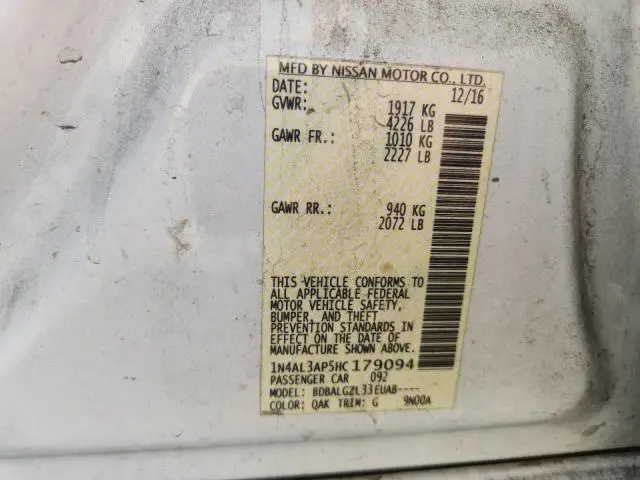 MFD BY NISSAN MOTOR CO., LTD.
DATE: 12/16
GVWR: 1917 KG
4226 LB
GAWR FR.: 1010 KG
2227 LB
GAWR RR.: 940 KG
2072 LB
THIS VEHICLE CONFORMS TO
ALL APPLICABLE FEDERAL
MOTOR VEHICLE SAFETY,
BUMPER, AND THEFT
PREVENTION STANDARDS IN
EFFECT ON THE DATE OF
MANUFACTURE SHOWN ABOVE.
1N4AL3AP5HC179094
PASSENGER CAR 092
MODEL: BDBALGZL33EUA8----
COLOR: QAK TRIM: G 9N00A